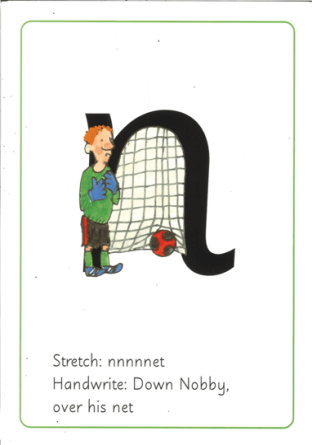 n
Stretch: nnnnnet
Handwrite: Down Nobby,
over his net